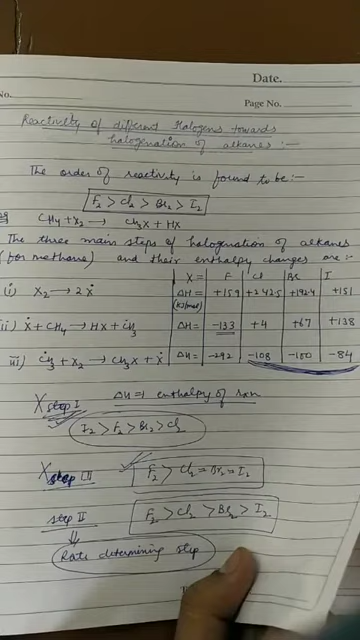 Date.
No.
Page No.
Reactivity of different Halogens towards
halogenation of alkanes :-
The order of reactivity is found to be:-
F₂ > Cl₂ > Br₂ > I₂
CH₄ + X₂ → CH₃X + HX
The three main steps of halogenation of alkanes
(for methane) and their enthalpy changes are :-
X = F Cl Br I
(i) X₂ → 2Ẋ ΔH = (KJ/mol) +159 +242.5 +192.4 +151
ii) Ẋ + CH₄ → HX + ĊH₃ ΔH = -133 +4 +67 +138
iii) ĊH₃ + X₂ → CH₃X + Ẋ ΔH = -292 -108 -100 -84
ΔH = enthalpy of rxn
X step I
I₂ > F₂ > Br₂ > Cl₂
X step III F₂ > Cl₂ = Br₂ = I₂
step II F₂ > Cl₂ > Br₂ > I₂
Rate determining step